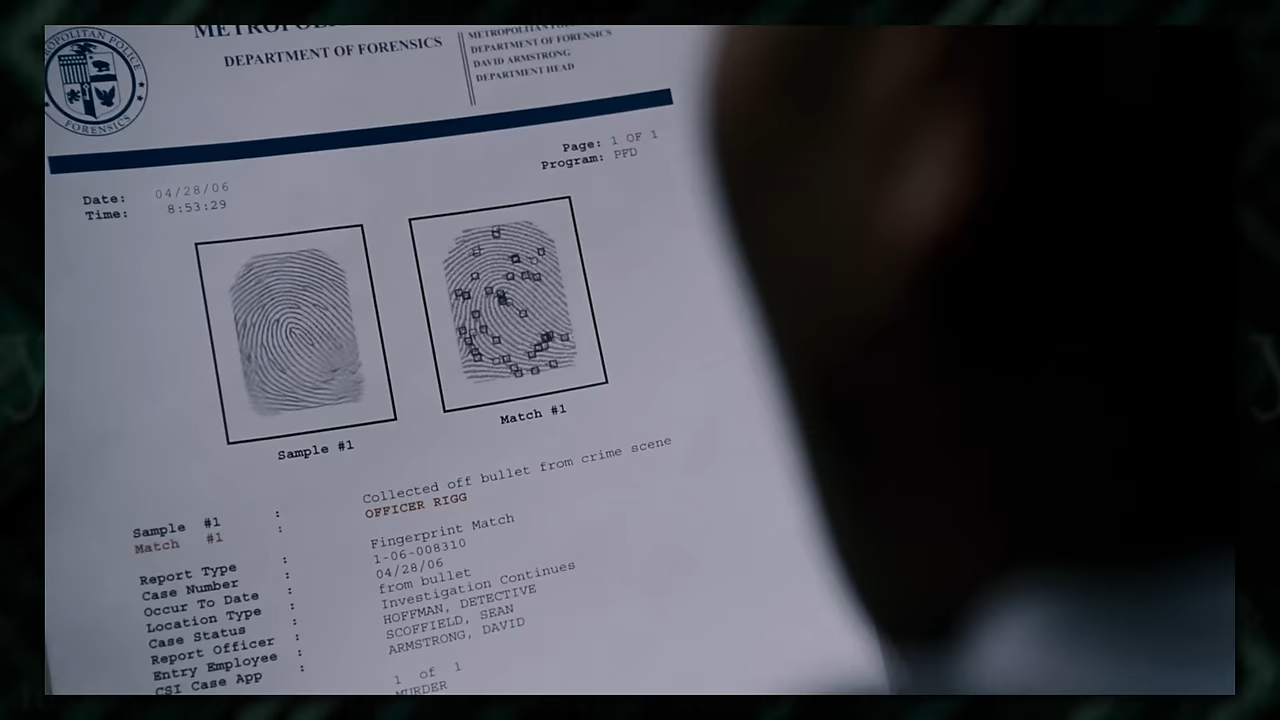 METROPOLITAN POLICE
FORENSICS
DEPARTMENT OF FORENSICS
DEPARTMENT OF FORENSICS
DAVID ARMSTRONG
DEPARTMENT HEAD
Page: 1 OF 1
Program: PFD
Date: 04/28/06
Time: 8:53:29
Sample #1
Match #1
Sample #1 : Collected off bullet from crime scene
Match #1 : OFFICER RIGG
Report Type : Fingerprint Match
Case Number : 1-06-008310
Occur To Date : 04/28/06
Location Type : from bullet
Case Status : Investigation Continues
Report Officer : HOFFMAN, DETECTIVE
Entry Employee : SCOFFIELD, SEAN
CSI Case App : ARMSTRONG, DAVID
1 of 1
MURDER